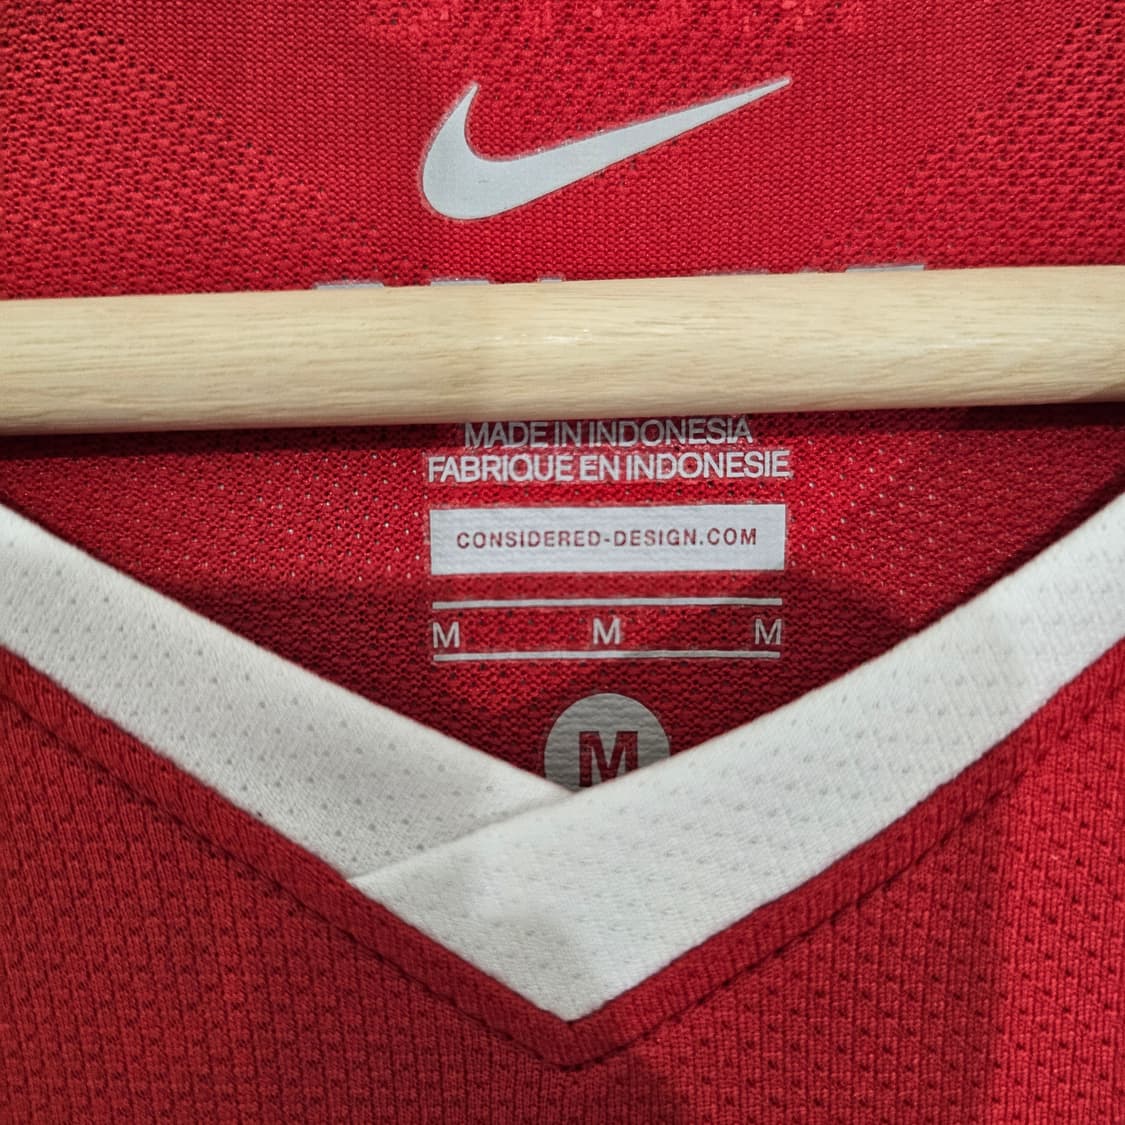 MADE IN INDONESIA
FABRIQUE EN INDONESIE
CONSIDERED-DESIGN.COM
M M M
M